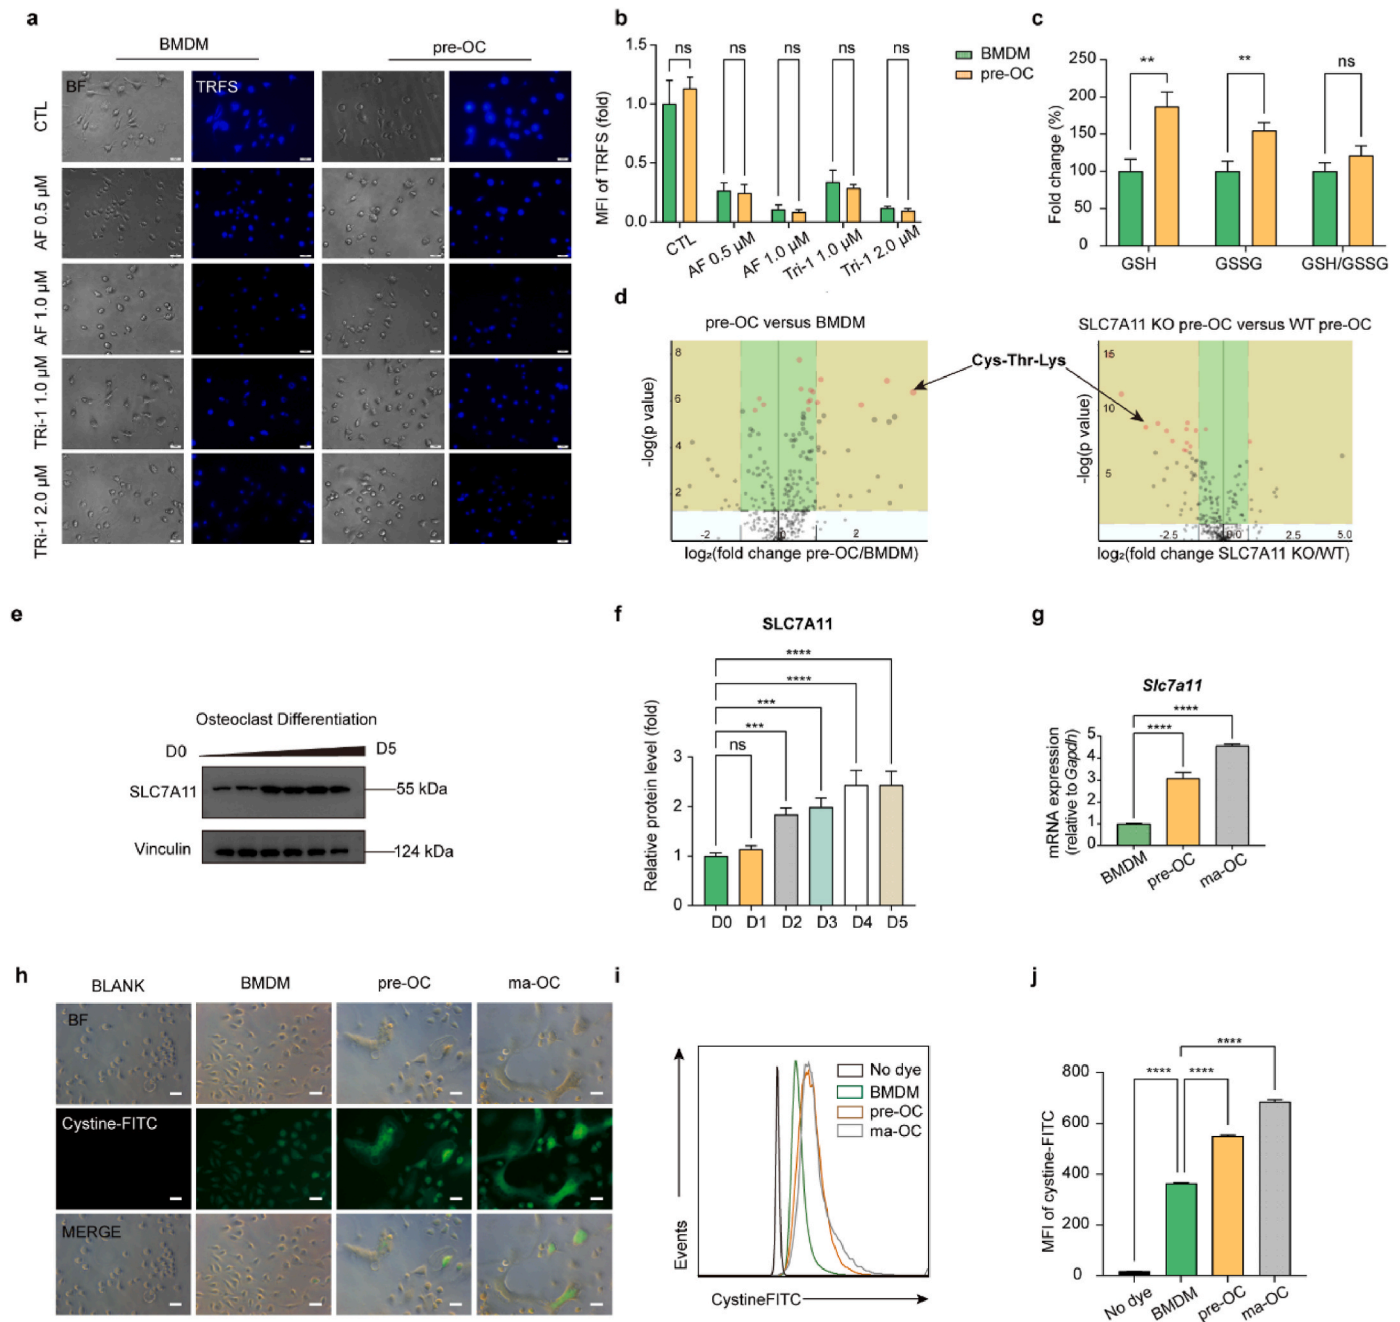 a
BMDM
pre-OC
BF
TRFS
CTL
AF 0.5 µM
AF 1.0 µM
TRi-1 1.0 µM
TRi-1 2.0 µM
b
ns ns ns ns ns
MFI of TRFS (fold)
1.5
1.0
0.5
0.0
CTL
AF 0.5 µM
AF 1.0 µM
Tri-1 1.0 µM
Tri-1 2.0 µM
BMDM
pre-OC
c
** ** ns
Fold change (%)
250
200
150
100
50
0
GSH GSSG GSH/GSSG
d
pre-OC versus BMDM
-log(p value)
8
6
4
2
-2 0 2
log₂(fold change pre-OC/BMDM)
Cys-Thr-Lys
SLC7A11 KO pre-OC versus WT pre-OC
-log(p value)
15
10
5
-2.5 0.0 2.5 5.0
log₂(fold change SLC7A11 KO/WT)
e
Osteoclast Differentiation
D0 D5
SLC7A11 55 kDa
Vinculin 124 kDa
f
SLC7A11
****
****
***
***
ns
Relative protein level (fold)
3
2
1
0
D0 D1 D2 D3 D4 D5
g
Slc7a11
****
****
mRNA expression
(relative to Gapdh)
5
4
3
2
1
0
BMDM
pre-OC
ma-OC
h
BLANK BMDM pre-OC ma-OC
BF
Cystine-FITC
MERGE
i
No dye
BMDM
pre-OC
ma-OC
Events
CystineFITC
j
****
**** ****
MFI of cystine-FITC
800
600
400
200
0
No dye
BMDM
pre-OC
ma-OC